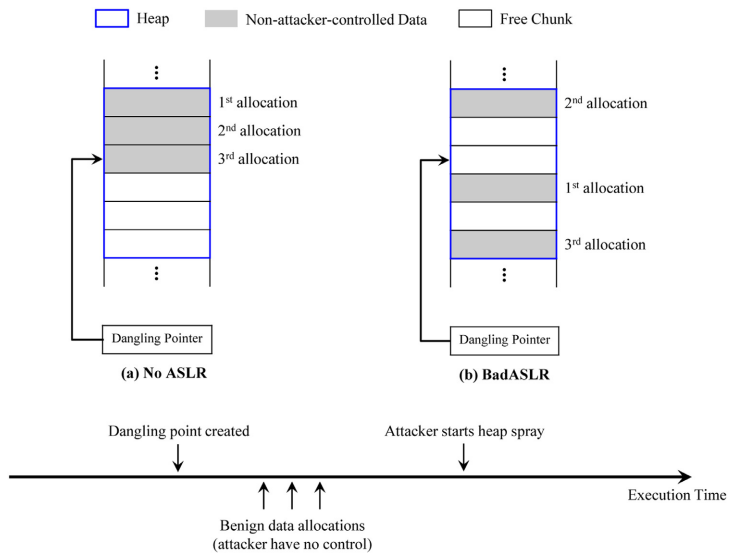 Heap
Non-attacker-controlled Data
Free Chunk
1st allocation
2nd allocation
3rd allocation
Dangling Pointer
(a) No ASLR
2nd allocation
1st allocation
3rd allocation
Dangling Pointer
(b) BadASLR
Dangling point created
Attacker starts heap spray
Execution Time
Benign data allocations
(attacker have no control)